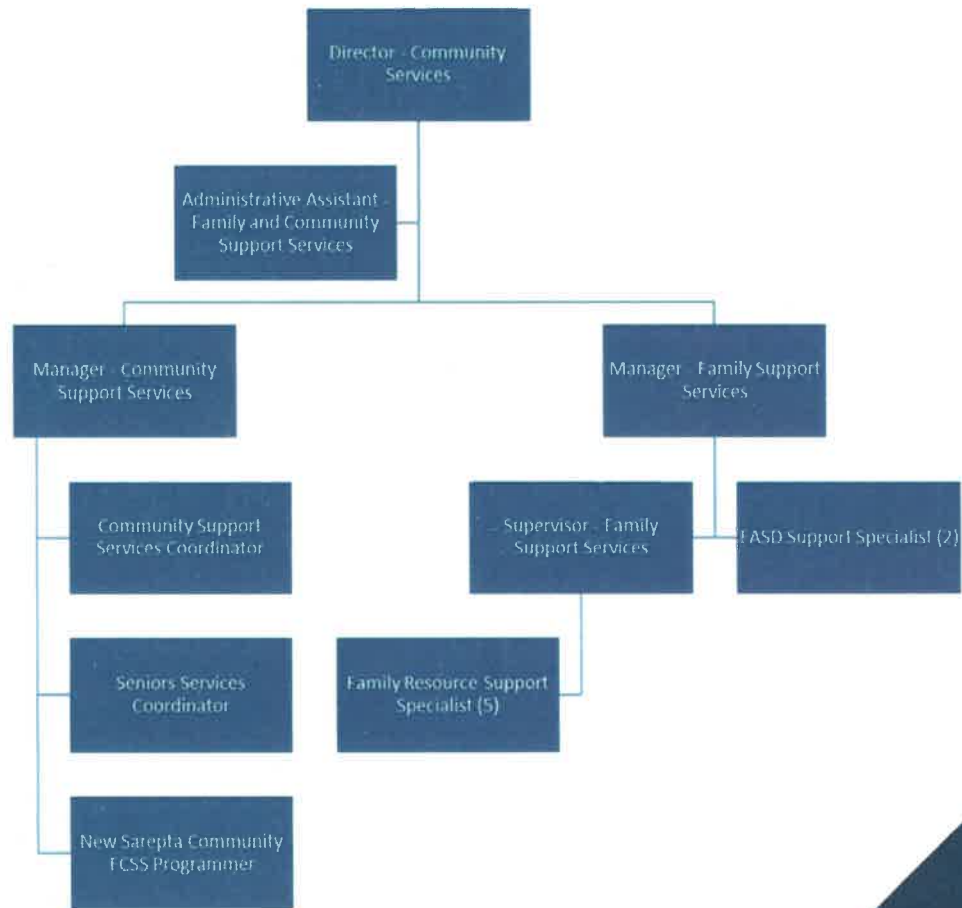 Director - Community
Services
Administrative Assistant -
Family and Community
Support Services
Manager - Community
Support Services
Manager - Family Support
Services
Community Support
Services Coordinator
Supervisor - Family
Support Services
FASD Support Specialist (2)
Seniors Services
Coordinator
Family Resource Support
Specialist (5)
New Sarepta Community
FCSS Programmer